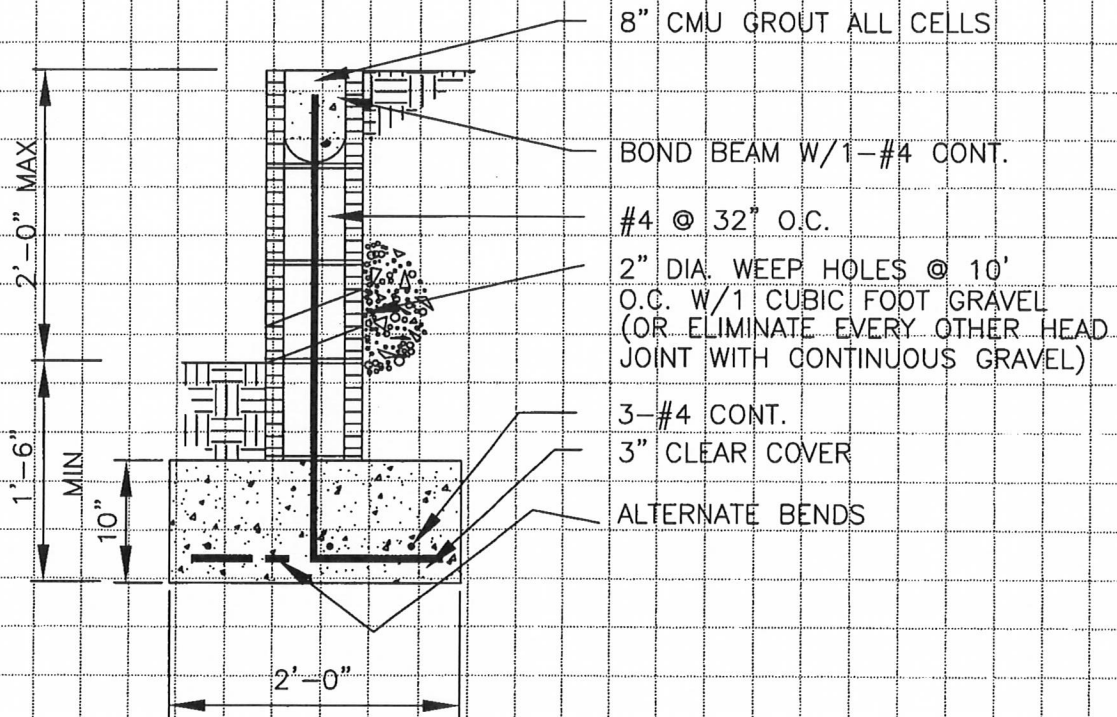 8" CMU GROUT ALL CELLS
BOND BEAM W/1-#4 CONT.
#4 @ 32" O.C.
2" DIA. WEEP HOLES @ 10'
O.C. W/1 CUBIC FOOT GRAVEL
(OR ELIMINATE EVERY OTHER HEAD
JOINT WITH CONTINUOUS GRAVEL)
3-#4 CONT.
3" CLEAR COVER
ALTERNATE BENDS
2'-0" MAX
1'-6"
MIN
10"
2'-0"